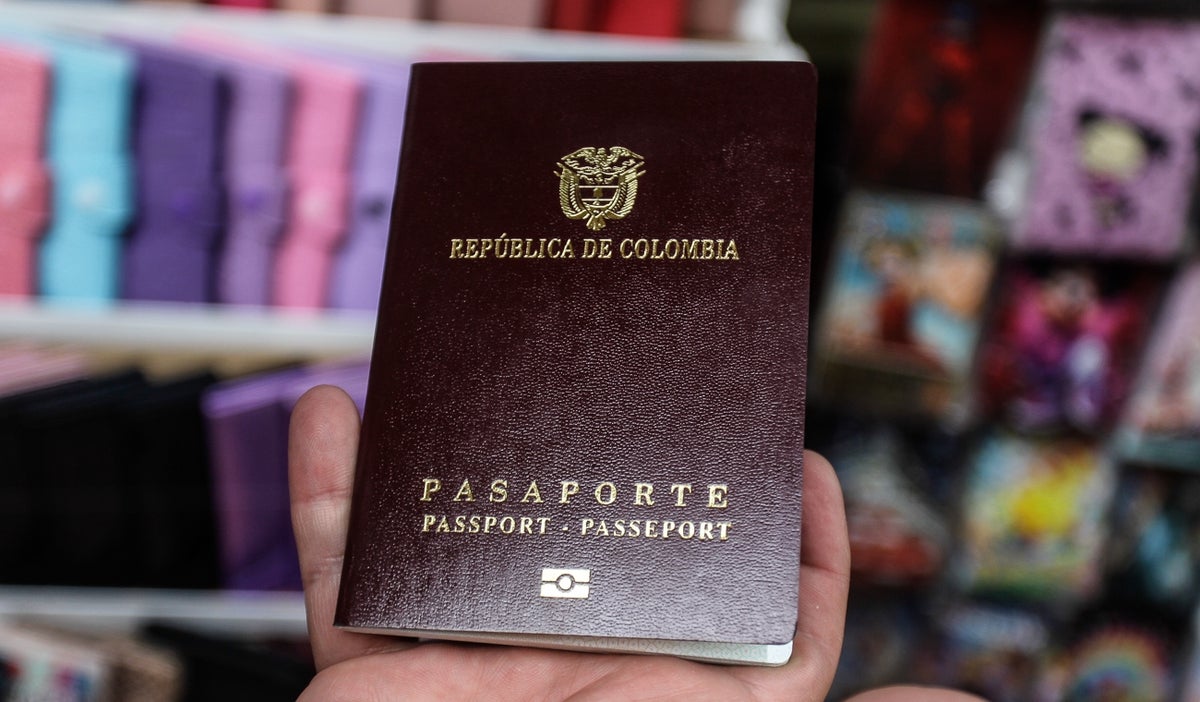 REPÚBLICA DE COLOMBIA
PASAPORTE
PASSPORT - PASSEPORT